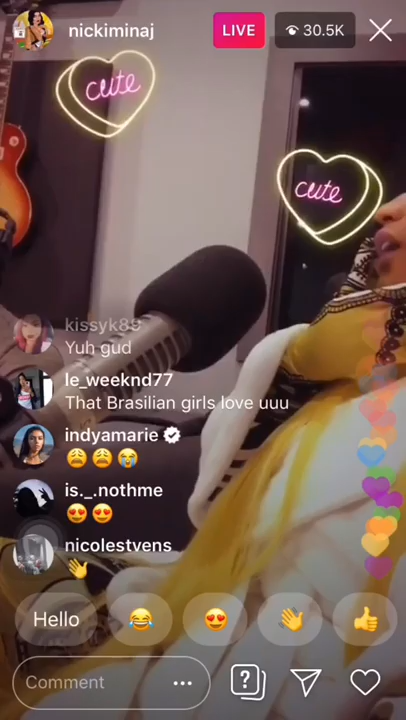 nickiminaj
LIVE
30.5K
cute
cute
kissyk88
Yuh gud
le_weeknd77
That Brasilian girls love uuu
indyamarie
😩😩😭
is._.nothme
😍😍
nicolestvens
👋
Hello 😂 😍 👋 👍
Comment